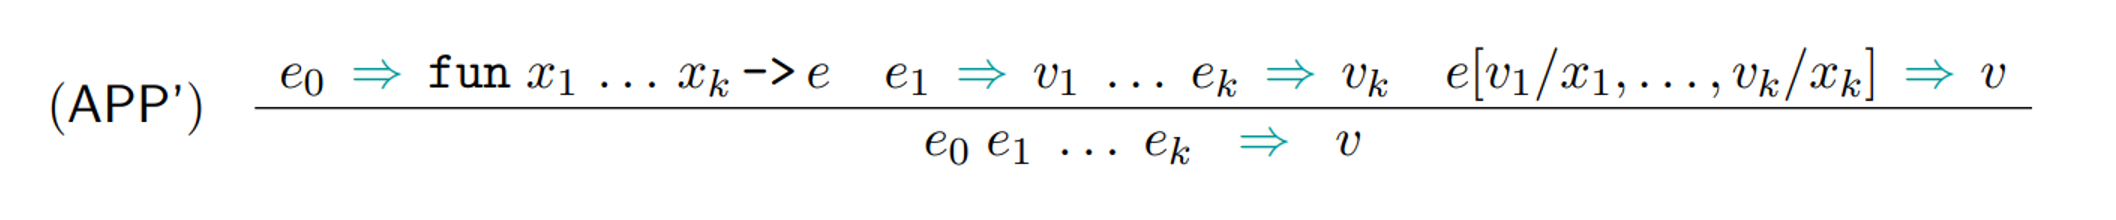 (APP') e₀ ⇒ fun x₁ ... xₖ -> e e₁ ⇒ v₁ ... eₖ ⇒ vₖ e[v₁/x₁, ..., vₖ/xₖ] ⇒ v
e₀ e₁ ... eₖ ⇒ v